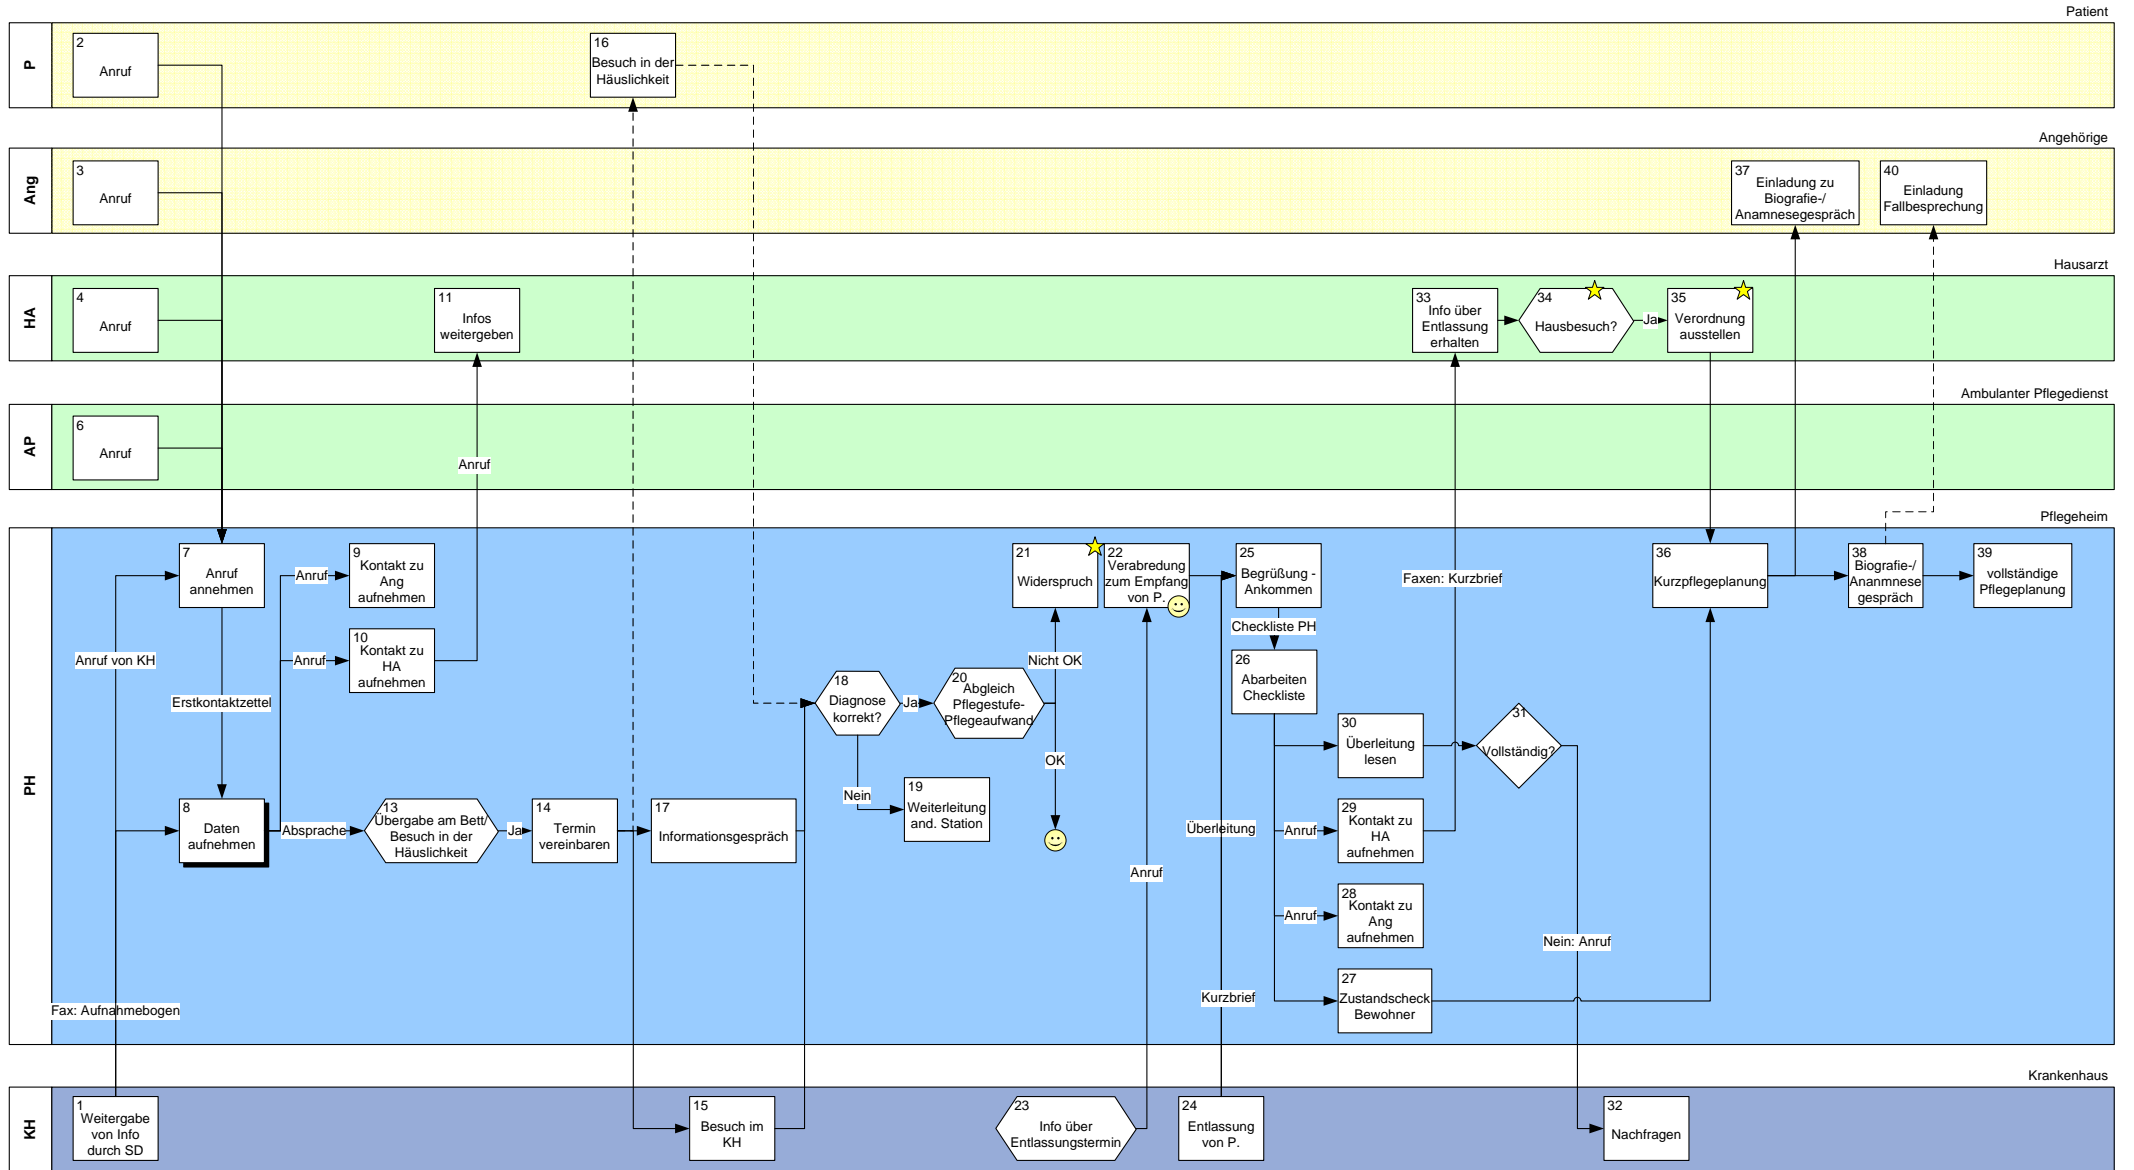 Patient
P
2
Anruf
16
Besuch in der
Häuslichkeit
Angehörige
Ang
3
Anruf
37
Einladung zu
Biografie-/
Anamnesegespräch
40
Einladung
Fallbesprechung
Hausarzt
HA
4
Anruf
11
Infos
weitergeben
33
Info über
Entlassung
erhalten
34
Hausbesuch?
Ja
35
Verordnung
ausstellen
Ambulanter Pflegedienst
AP
6
Anruf
Anruf
Pflegeheim
PH
7
Anruf
annehmen
Anruf
9
Kontakt zu
Ang
aufnehmen
Anruf
10
Kontakt zu
HA
aufnehmen
Anruf von KH
Erstkontaktzettel
8
Daten
aufnehmen
Absprache
13
Übergabe am Bett/
Besuch in der
Häuslichkeit
Ja
14
Termin
vereinbaren
17
Informationsgespräch
18
Diagnose
korrekt?
Ja
Nein
19
Weiterleitung
and. Station
20
Abgleich
Pflegestufe-
Pflegeaufwand
Nicht OK
OK
21
Widerspruch
22
Verabredung
zum Empfang
von P.
Anruf
25
Begrüßung -
Ankommen
Checkliste PH
26
Abarbeiten
Checkliste
Überleitung
Kurzbrief
30
Überleitung
lesen
31
Vollständig?
Anruf
29
Kontakt zu
HA
aufnehmen
Faxen: Kurzbrief
Anruf
28
Kontakt zu
Ang
aufnehmen
27
Zustandscheck
Bewohner
Nein: Anruf
36
Kurzpflegeplanung
38
Biografie-/
Ananmnese
gespräch
39
vollständige
Pflegeplanung
Fax: Aufnahmebogen
Krankenhaus
KH
1
Weitergabe
von Info
durch SD
15
Besuch im
KH
23
Info über
Entlassungstermin
24
Entlassung
von P.
32
Nachfragen